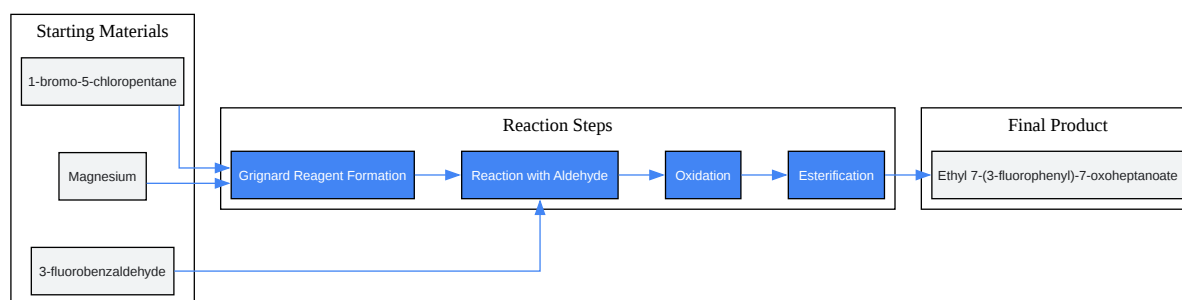 Starting Materials
1-bromo-5-chloropentane
Magnesium
3-fluorobenzaldehyde
Reaction Steps
Grignard Reagent Formation
Reaction with Aldehyde
Oxidation
Esterification
Final Product
Ethyl 7-(3-fluorophenyl)-7-oxoheptanoate